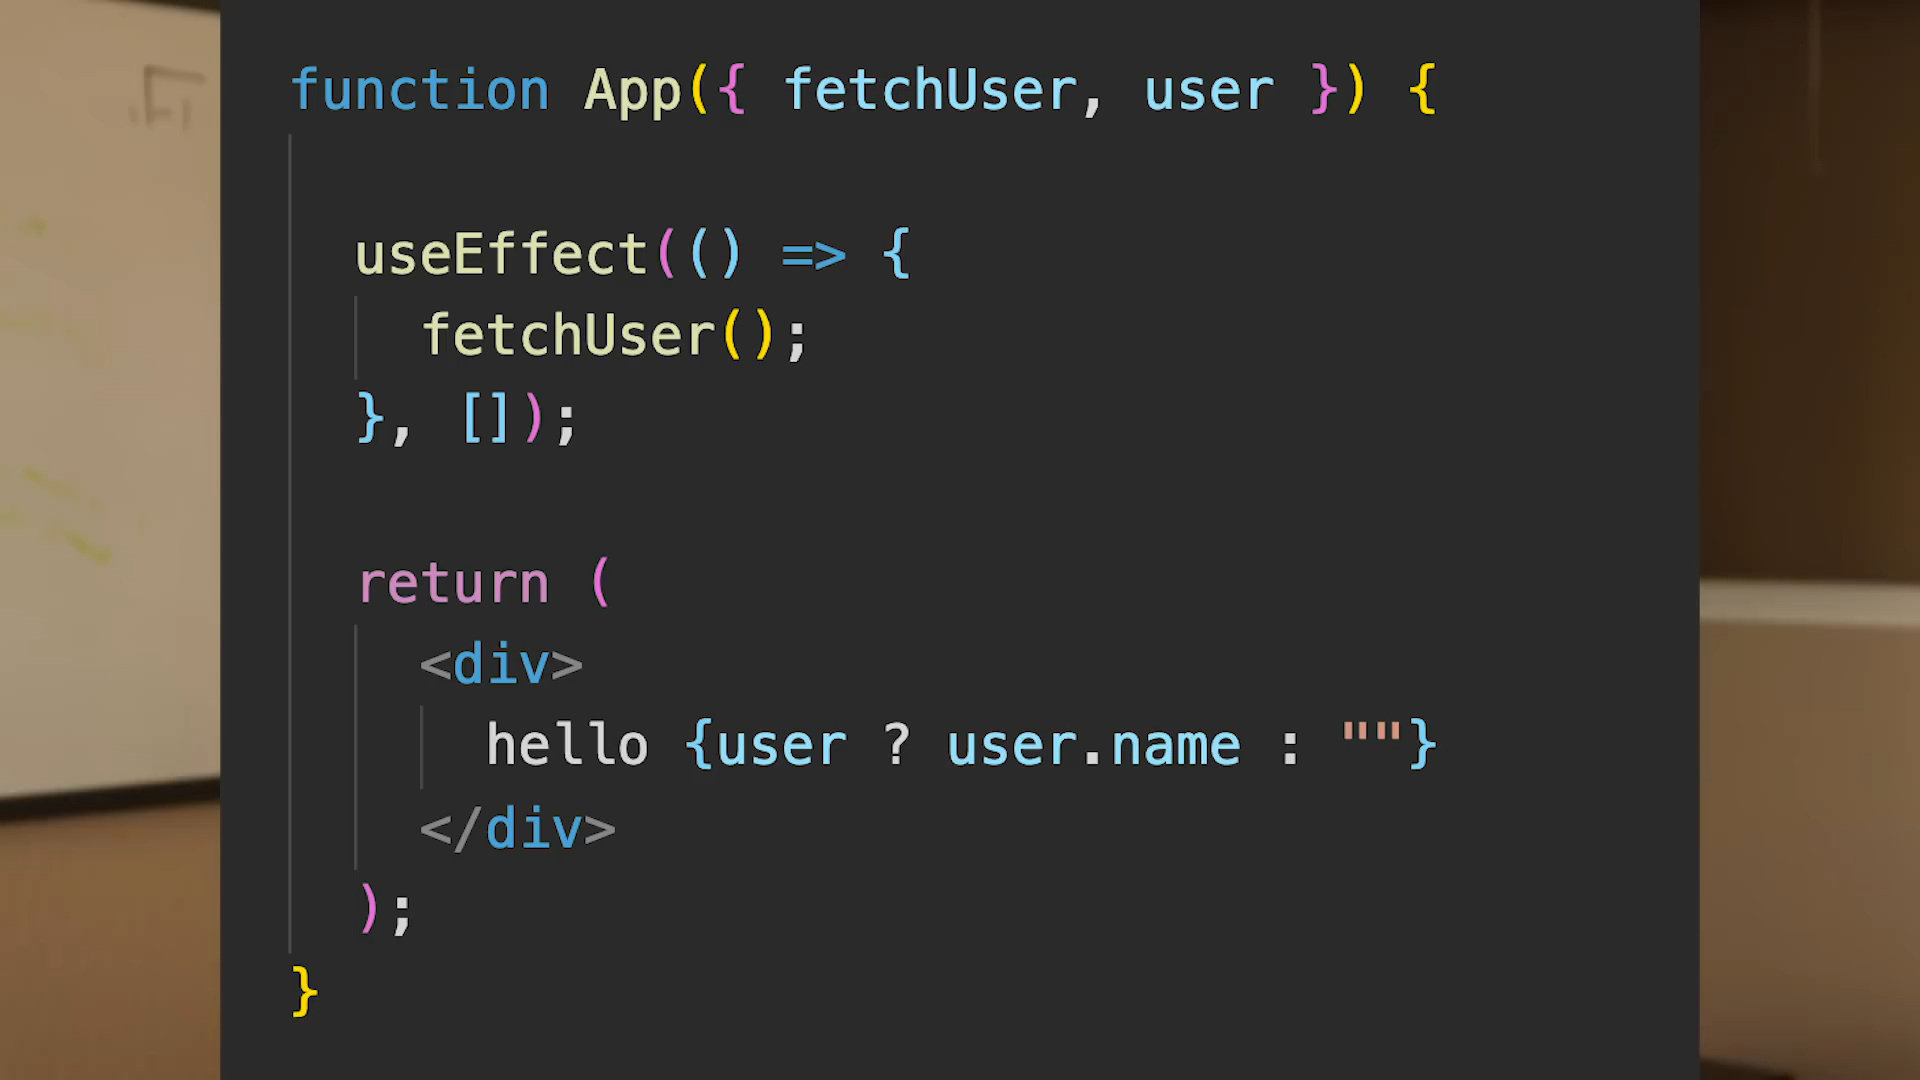 function App({ fetchUser, user }) {
useEffect(() => {
fetchUser();
}, []);
return (
<div>
hello {user ? user.name : ""}
</div>
);
}